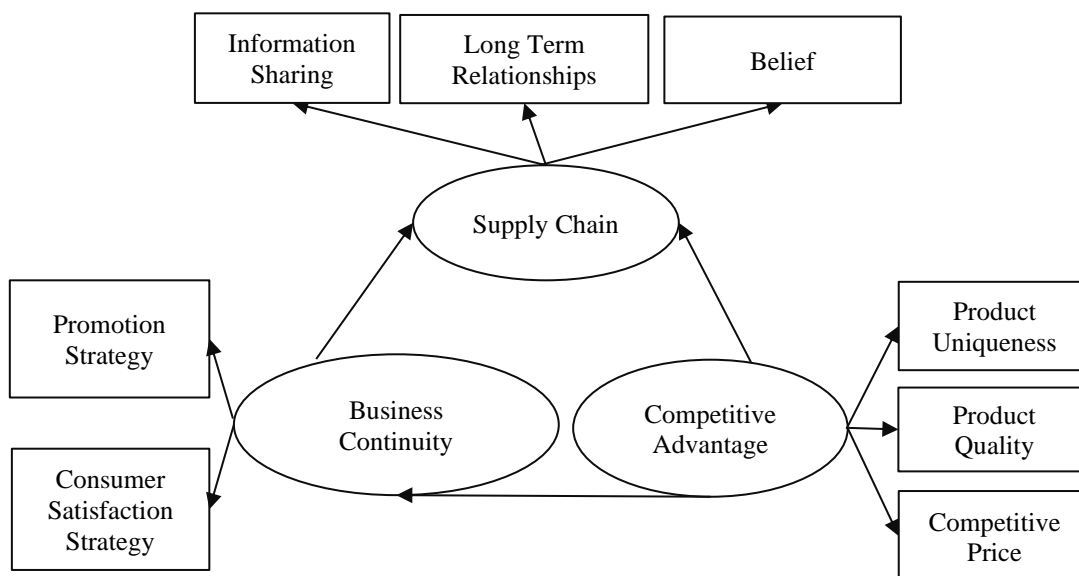 Information
Sharing
Long Term
Relationships
Belief
Supply Chain
Promotion
Strategy
Product
Uniqueness
Business
Continuity
Competitive
Advantage
Product
Quality
Consumer
Satisfaction
Strategy
Competitive
Price